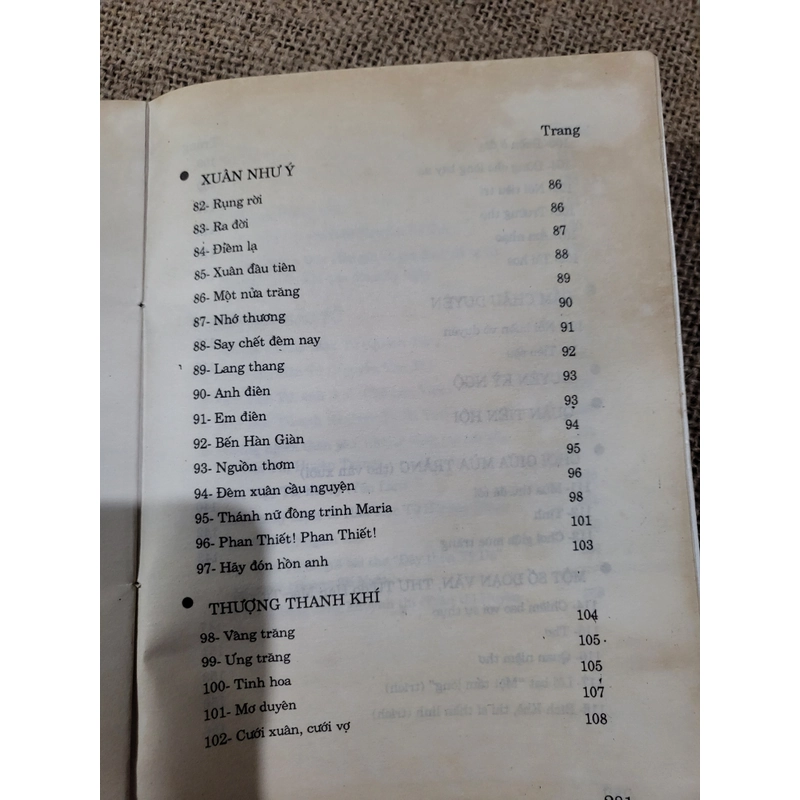 Trang
• XUÂN NHƯ Ý
82- Rụng rời 86
83- Ra đời 86
84- Điềm lạ 87
85- Xuân đầu tiên 88
86- Một nửa trăng 89
87- Nhớ thương 90
88- Say chết đêm nay 91
89- Lang thang 92
90- Anh điên 93
91- Em điên 93
92- Bến Hàn Giàn 94
93- Nguồn thơm 95
94- Đêm xuân cầu nguyện 96
95- Thánh nữ đồng trinh Maria 98
96- Phan Thiết! Phan Thiết! 101
97- Hãy đón hồn anh 103
• THƯỢNG THANH KHÍ
98- Vàng trăng 104
99- Ưng trăng 105
100- Tinh hoa 105
101- Mơ duyên 107
102- Cưới xuân, cưới vợ 108